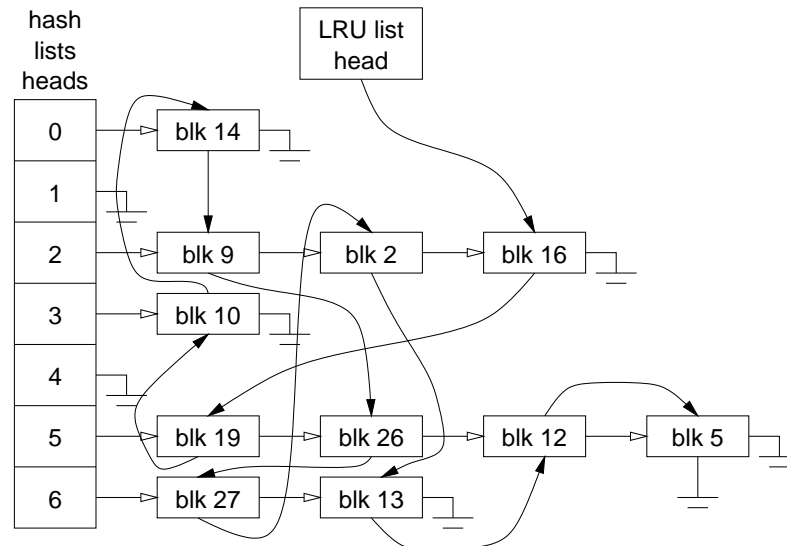 hash
lists
heads
LRU list
head
0
blk 14
1
2
blk 9
blk 2
blk 16
3
blk 10
4
5
blk 19
blk 26
blk 12
blk 5
6
blk 27
blk 13